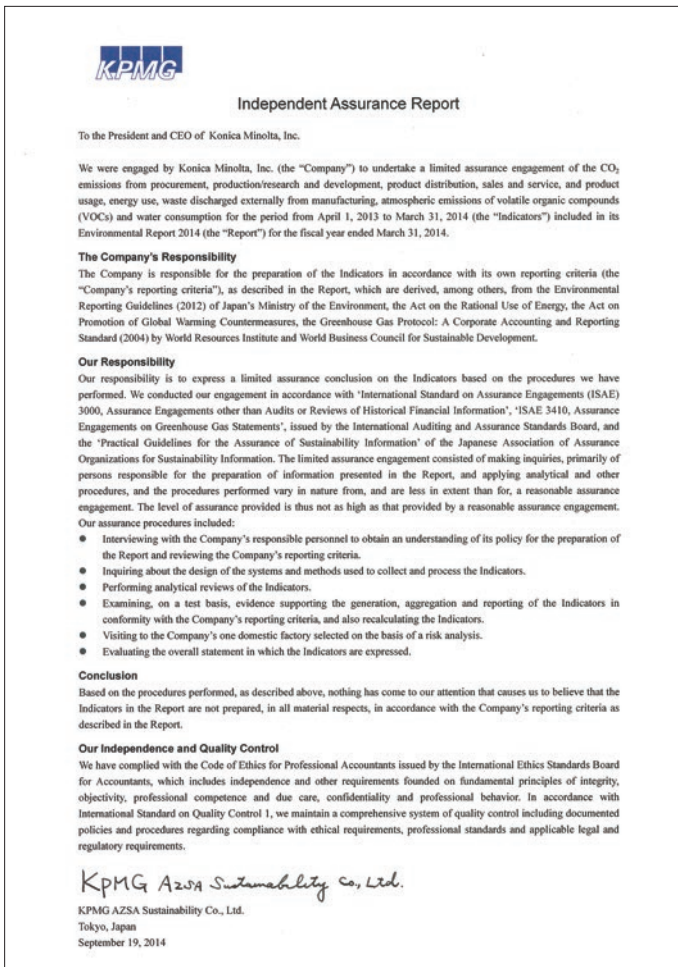 KPMG
Independent Assurance Report
To the President and CEO of Konica Minolta, Inc.
We were engaged by Konica Minolta, Inc. (the “Company”) to undertake a limited assurance engagement of the CO₂
emissions from procurement, production/research and development, product distribution, sales and service, and product
usage, energy use, waste discharged externally from manufacturing, atmospheric emissions of volatile organic compounds
(VOCs) and water consumption for the period from April 1, 2013 to March 31, 2014 (the “Indicators”) included in its
Environmental Report 2014 (the “Report”) for the fiscal year ended March 31, 2014.
The Company's Responsibility
The Company is responsible for the preparation of the Indicators in accordance with its own reporting criteria (the
“Company's reporting criteria”), as described in the Report, which are derived, among others, from the Environmental
Reporting Guidelines (2012) of Japan's Ministry of the Environment, the Act on the Rational Use of Energy, the Act on
Promotion of Global Warming Countermeasures, the Greenhouse Gas Protocol: A Corporate Accounting and Reporting
Standard (2004) by World Resources Institute and World Business Council for Sustainable Development.
Our Responsibility
Our responsibility is to express a limited assurance conclusion on the Indicators based on the procedures we have
performed. We conducted our engagement in accordance with ‘International Standard on Assurance Engagements (ISAE)
3000, Assurance Engagements other than Audits or Reviews of Historical Financial Information’, ‘ISAE 3410, Assurance
Engagements on Greenhouse Gas Statements’, issued by the International Auditing and Assurance Standards Board, and
the ‘Practical Guidelines for the Assurance of Sustainability Information’ of the Japanese Association of Assurance
Organizations for Sustainability Information. The limited assurance engagement consisted of making inquiries, primarily of
persons responsible for the preparation of information presented in the Report, and applying analytical and other
procedures, and the procedures performed vary in nature from, and are less in extent than for, a reasonable assurance
engagement. The level of assurance provided is thus not as high as that provided by a reasonable assurance engagement.
Our assurance procedures included:
● Interviewing with the Company's responsible personnel to obtain an understanding of its policy for the preparation of
the Report and reviewing the Company's reporting criteria.
● Inquiring about the design of the systems and methods used to collect and process the Indicators.
● Performing analytical reviews of the Indicators.
● Examining, on a test basis, evidence supporting the generation, aggregation and reporting of the Indicators in
conformity with the Company's reporting criteria, and also recalculating the Indicators.
● Visiting to the Company's one domestic factory selected on the basis of a risk analysis.
● Evaluating the overall statement in which the Indicators are expressed.
Conclusion
Based on the procedures performed, as described above, nothing has come to our attention that causes us to believe that the
Indicators in the Report are not prepared, in all material respects, in accordance with the Company's reporting criteria as
described in the Report.
Our Independence and Quality Control
We have complied with the Code of Ethics for Professional Accountants issued by the International Ethics Standards Board
for Accountants, which includes independence and other requirements founded on fundamental principles of integrity,
objectivity, professional competence and due care, confidentiality and professional behavior. In accordance with
International Standard on Quality Control 1, we maintain a comprehensive system of quality control including documented
policies and procedures regarding compliance with ethical requirements, professional standards and applicable legal and
regulatory requirements.
KPMG AZSA Sustainability Co., Ltd.
KPMG AZSA Sustainability Co., Ltd.
Tokyo, Japan
September 19, 2014